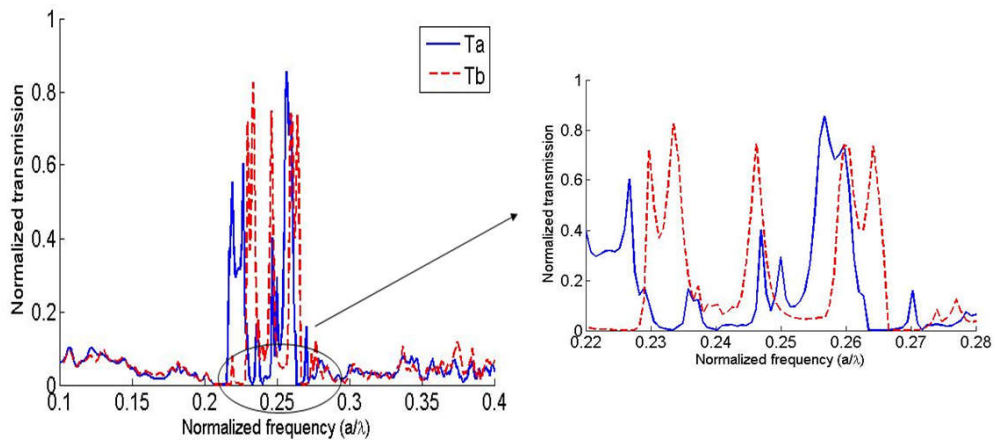 Normalized transmission
1
0.8
0.6
0.4
0.2
0
0.1 0.15 0.2 0.25 0.3 0.35 0.4
Normalized frequency (a/λ)
Ta
Tb
Normalized transmission
1
0.8
0.6
0.4
0.2
0
0.22 0.23 0.24 0.25 0.26 0.27 0.28
Normalized frequency (a/λ)